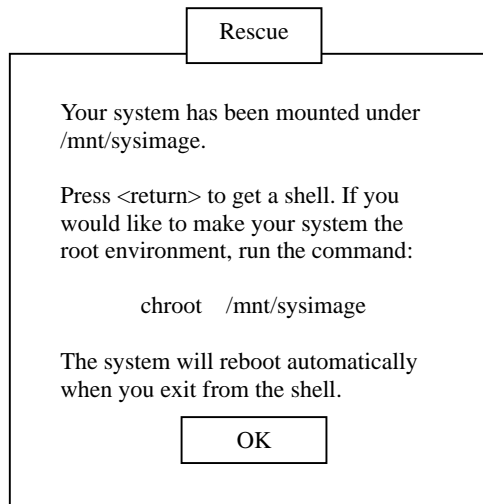 Rescue
Your system has been mounted under
/mnt/sysimage.
Press <return> to get a shell. If you
would like to make your system the
root environment, run the command:
chroot /mnt/sysimage
The system will reboot automatically
when you exit from the shell.
OK